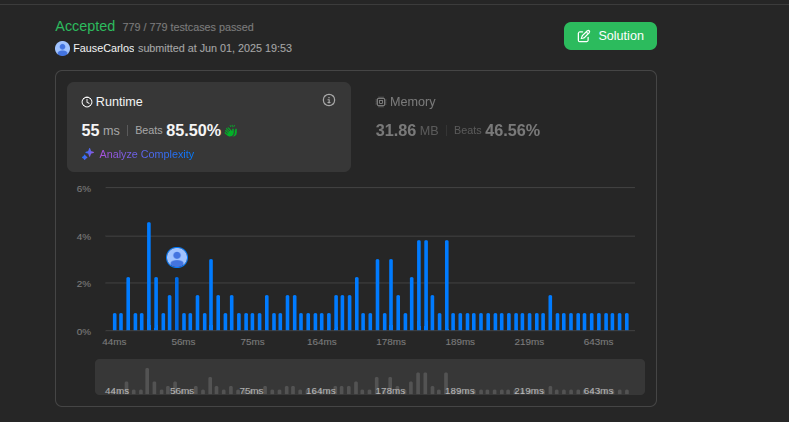 Accepted 779 / 779 testcases passed
FauseCarlos submitted at Jun 01, 2025 19:53
Solution
Runtime
55 ms | Beats 85.50%
Analyze Complexity
Memory
31.86 MB | Beats 46.56%
6%
4%
2%
0%
44ms 56ms 75ms 164ms 178ms 189ms 219ms 643ms
44ms 56ms 75ms 164ms 178ms 189ms 219ms 643ms